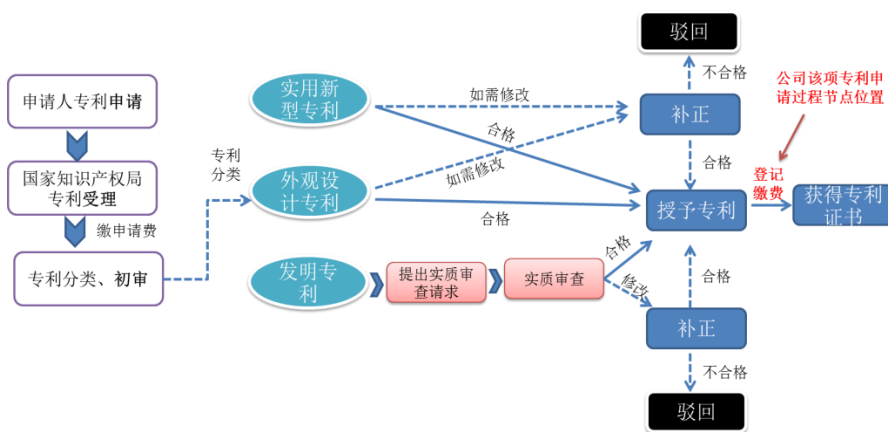 申请人专利申请
国家知识产权局
专利受理
缴申请费
专利分类、初审
专利
分类
实用新
型专利
外观设
计专利
发明专
利
提出实质审
查请求
实质审查
如需修改
合格
如需修改
合格
合格
修改
驳回
不合格
补正
合格
授予专利
合格
补正
不合格
驳回
公司该项专利申
请过程节点位置
登记
缴费
获得专利
证书